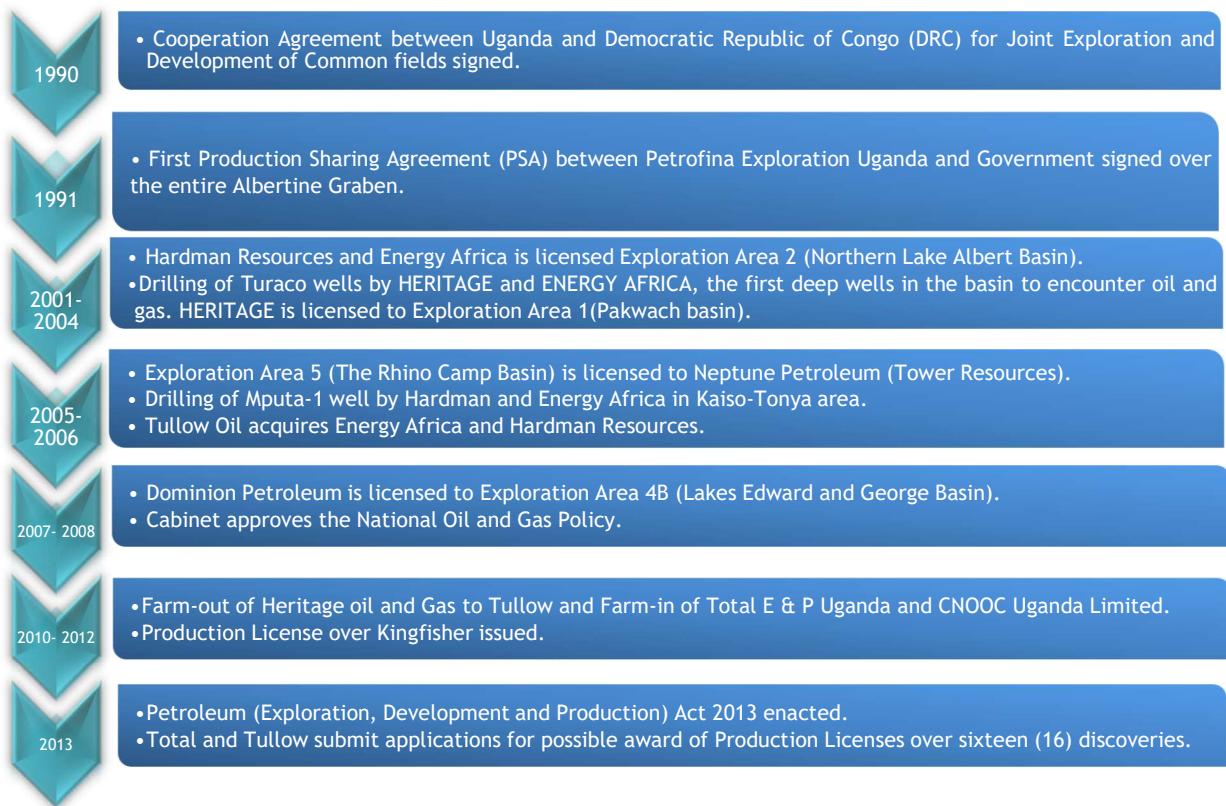 1990
• Cooperation Agreement between Uganda and Democratic Republic of Congo (DRC) for Joint Exploration and
Development of Common fields signed.
1991
• First Production Sharing Agreement (PSA) between Petrofina Exploration Uganda and Government signed over
the entire Albertine Graben.
2001-
2004
• Hardman Resources and Energy Africa is licensed Exploration Area 2 (Northern Lake Albert Basin).
•Drilling of Turaco wells by HERITAGE and ENERGY AFRICA, the first deep wells in the basin to encounter oil and
gas. HERITAGE is licensed to Exploration Area 1(Pakwach basin).
2005-
2006
• Exploration Area 5 (The Rhino Camp Basin) is licensed to Neptune Petroleum (Tower Resources).
• Drilling of Mputa-1 well by Hardman and Energy Africa in Kaiso-Tonya area.
• Tullow Oil acquires Energy Africa and Hardman Resources.
2007- 2008
• Dominion Petroleum is licensed to Exploration Area 4B (Lakes Edward and George Basin).
• Cabinet approves the National Oil and Gas Policy.
2010- 2012
•Farm-out of Heritage oil and Gas to Tullow and Farm-in of Total E & P Uganda and CNOOC Uganda Limited.
•Production License over Kingfisher issued.
2013
•Petroleum (Exploration, Development and Production) Act 2013 enacted.
•Total and Tullow submit applications for possible award of Production Licenses over sixteen (16) discoveries.